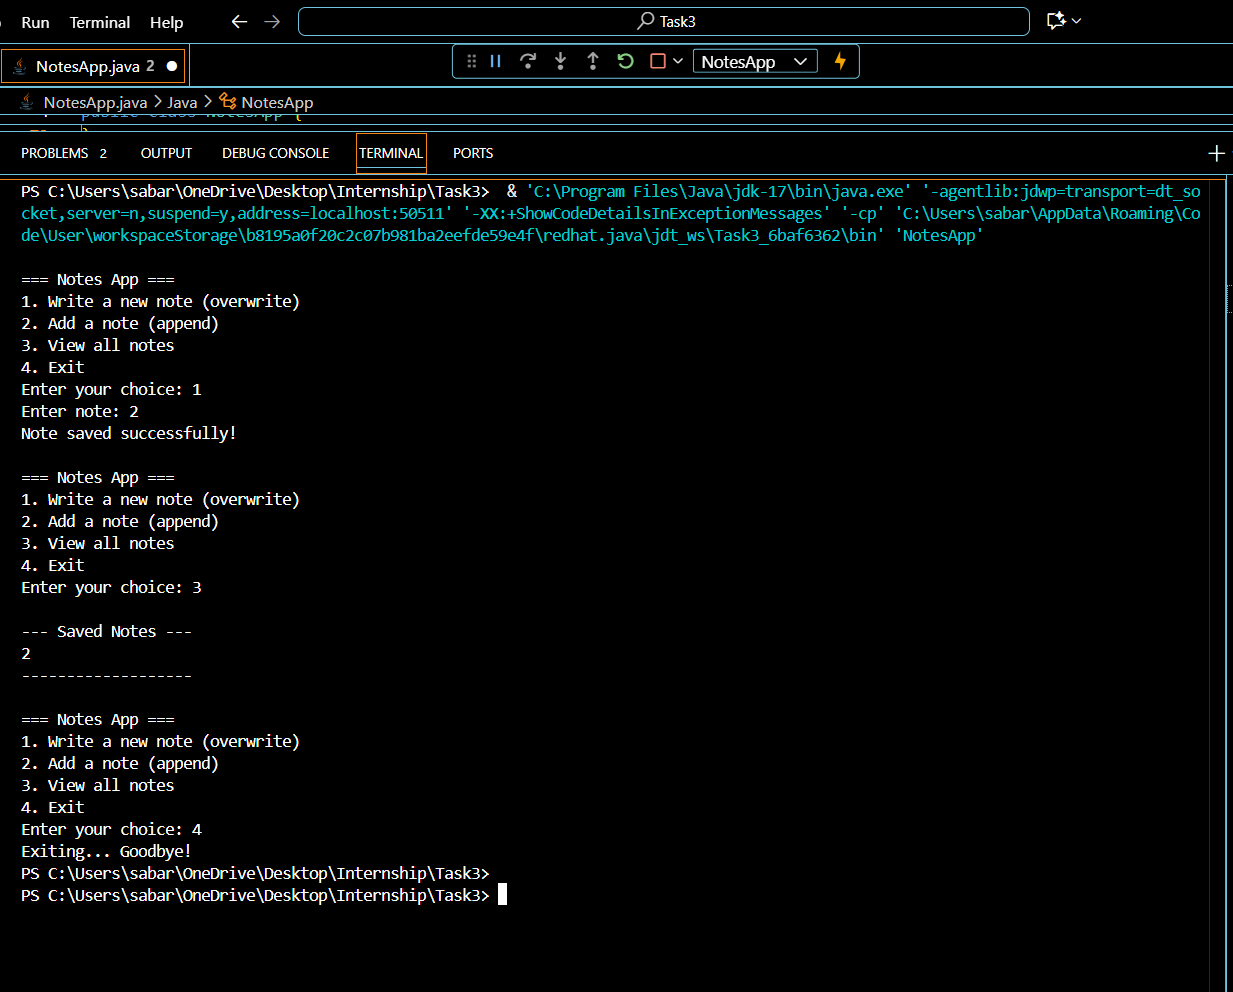 Run Terminal Help Task3
NotesApp.java 2 NotesApp
NotesApp.java > Java > NotesApp
public class NotesApp {
PROBLEMS 2 OUTPUT DEBUG CONSOLE TERMINAL PORTS
PS C:\Users\sabar\OneDrive\Desktop\Internship\Task3>  & 'C:\Program Files\Java\jdk-17\bin\java.exe' '-agentlib:jdwp=transport=dt_so
cket,server=n,suspend=y,address=localhost:50511' '-XX:+ShowCodeDetailsInExceptionMessages' '-cp' 'C:\Users\sabar\AppData\Roaming\Co
de\User\workspaceStorage\b8195a0f20c2c07b981ba2eefde59e4f\redhat.java\jdt_ws\Task3_6baf6362\bin' 'NotesApp'
=== Notes App ===
1. Write a new note (overwrite)
2. Add a note (append)
3. View all notes
4. Exit
Enter your choice: 1
Enter note: 2
Note saved successfully!
=== Notes App ===
1. Write a new note (overwrite)
2. Add a note (append)
3. View all notes
4. Exit
Enter your choice: 3
--- Saved Notes ---
2
-------------------
=== Notes App ===
1. Write a new note (overwrite)
2. Add a note (append)
3. View all notes
4. Exit
Enter your choice: 4
Exiting... Goodbye!
PS C:\Users\sabar\OneDrive\Desktop\Internship\Task3>
PS C:\Users\sabar\OneDrive\Desktop\Internship\Task3>